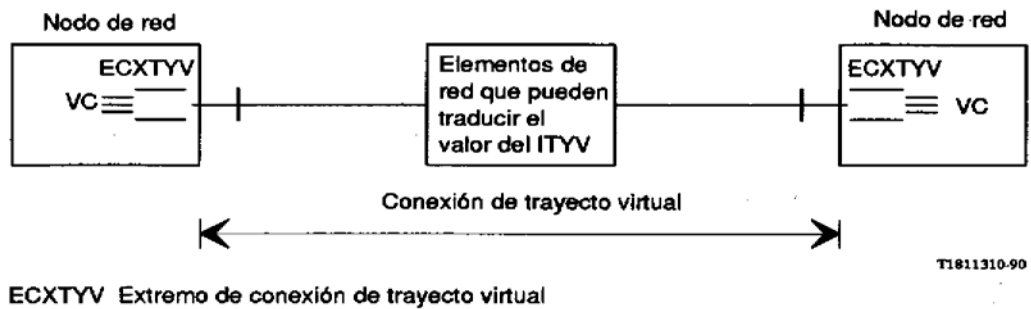 Nodo de red
Nodo de red
ECXTYV
VC
Elementos de
red que pueden
traducir el
valor del ITYV
ECXTYV
VC
Conexión de trayecto virtual
T1811310-90
ECXTYV Extremo de conexión de trayecto virtual